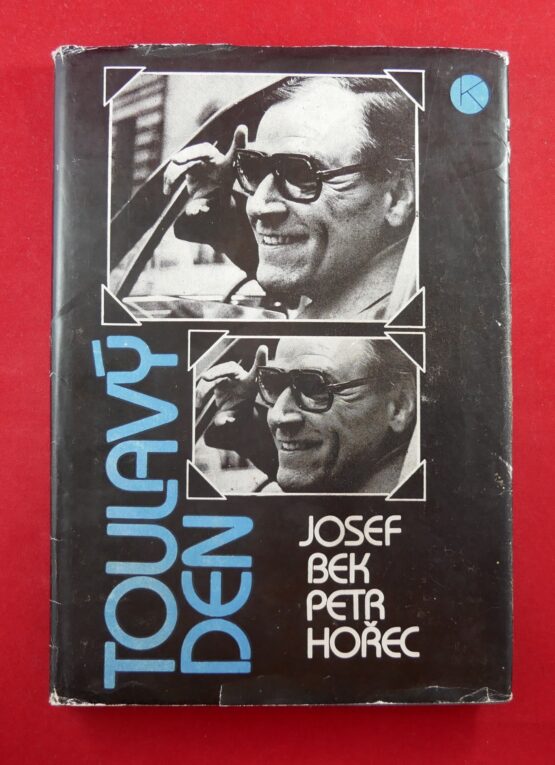 K
TOULAVÝ
DEN
JOSEF
BEK
PETR
HOŘEC